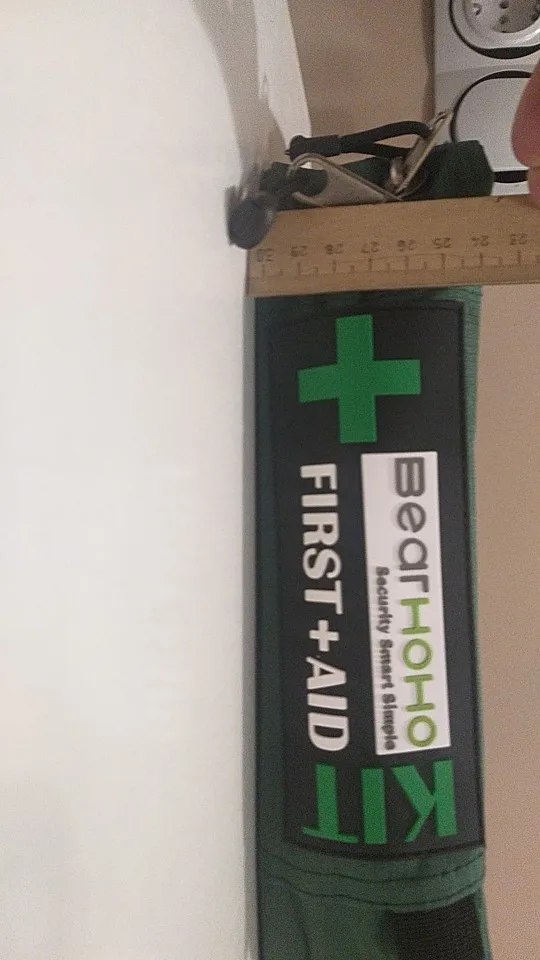 30 29 28 27 26 25 24 23
BearHOHO
Security Smart Simple
FIRST+AID
KIT